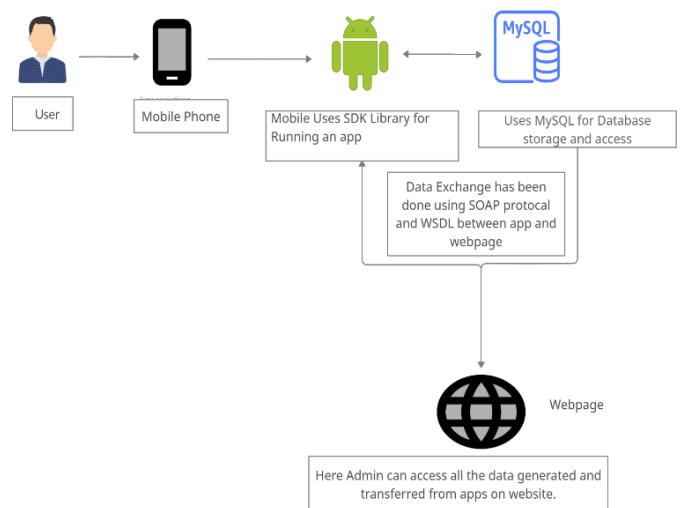 MySQL
User
Mobile Phone
Mobile Uses SDK Library for
Running an app
Uses MySQL for Database
storage and access
Data Exchange has been
done using SOAP protocal
and WSDL between app and
webpage
Webpage
Here Admin can access all the data generated and
transferred from apps on website.